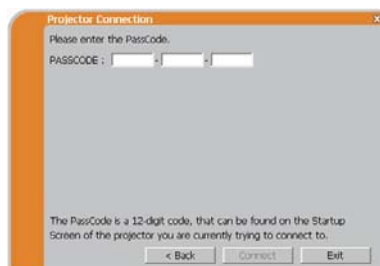 Projector Connection x
Please enter the PassCode.
PASSCODE : - -
The PassCode is a 12-digit code, that can be found on the Startup
Screen of the projector you are currently trying to connect to.
< Back Connect Exit